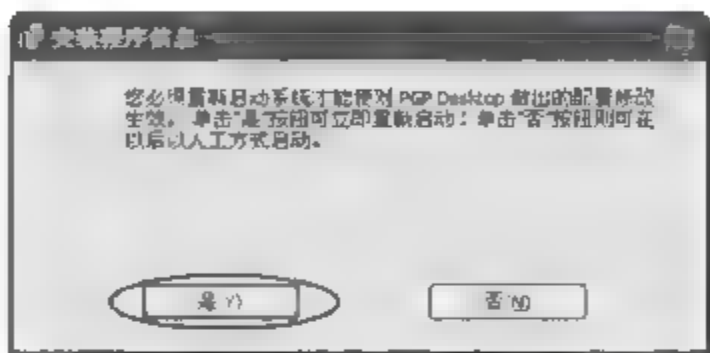 安装程序信息
您必须重新启动系统才能使对 PGP Desktop 做出的配置修改
生效。单击"是"按钮可立即重新启动；单击"否"按钮则可在
以后以人工方式启动。
是(Y)
否(N)